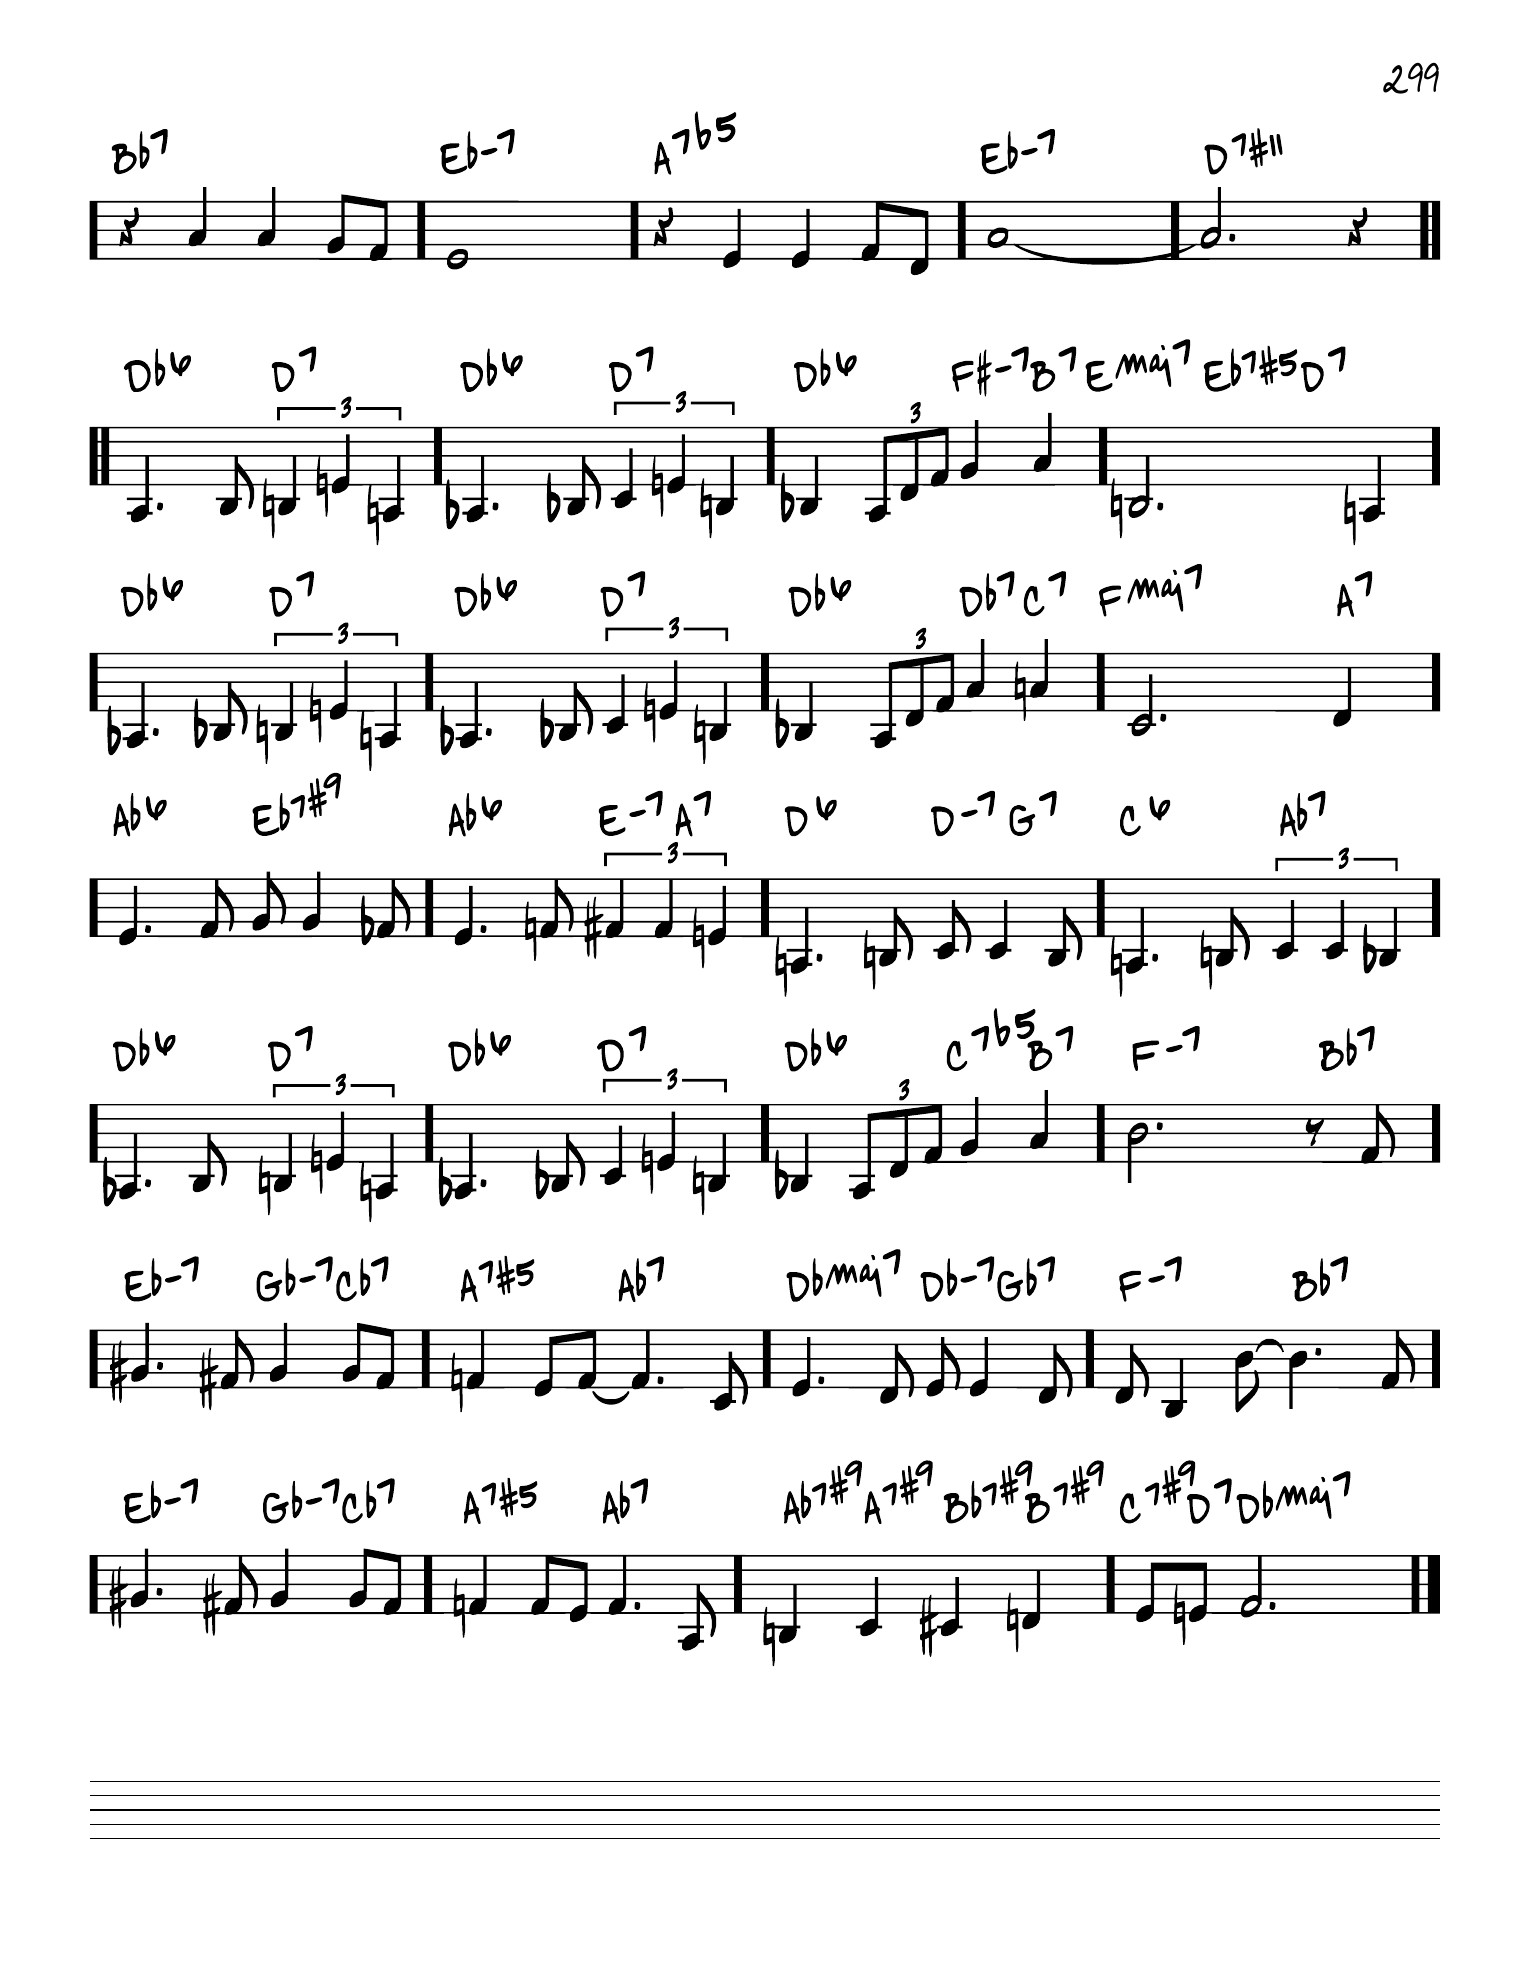 299
Bb7 Eb-7 A7b5 Eb-7 D7#11
Db6 D7 Db6 D7 Db6 F#-7 B7 Emaj7 Eb7#5 D7
3 3 3
Db6 D7 Db6 D7 Db6 Db7 C7 Fmaj7 A7
3 3 3
Ab6 Eb7#9 Ab6 E-7 A7 D6 D-7 G7 C6 Ab7
3 3
Db6 D7 Db6 D7 Db6 C7b5 B7 F-7 Bb7
3 3 3
Eb-7 Gb-7 Cb7 A7#5 Ab7 Dbmaj7 Db-7 Gb7 F-7 Bb7
Eb-7 Gb-7 Cb7 A7#5 Ab7 Ab7#9 A7#9 Bb7#9 B7#9 C7#9 D7 Dbmaj7